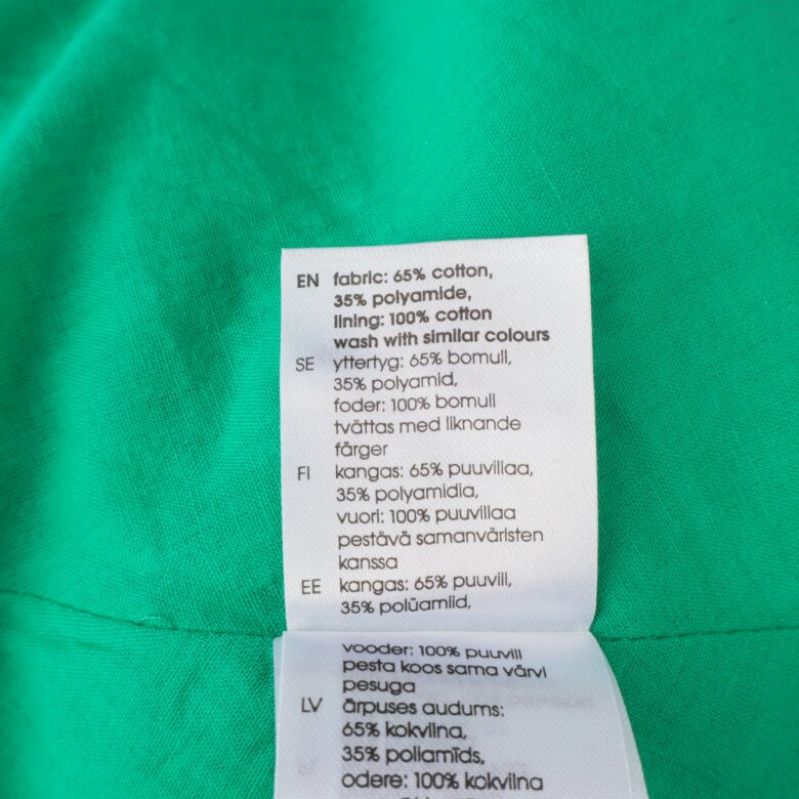 EN fabric: 65% cotton,
35% polyamide,
lining: 100% cotton
wash with similar colours
SE yttertyg: 65% bomull,
35% polyamid,
foder: 100% bomull
tvättas med liknande
färger
FI kangas: 65% puuvillaa,
35% polyamidia,
vuori: 100% puuvillaa
pestävä samanväristen
kanssa
EE kangas: 65% puuvill,
35% polüamiid,
vooder: 100% puuvill
pesta koos sama värvi
pesuga
LV ārpuses audums:
65% kokvilna,
35% poliamīds,
odere: 100% kokvilna